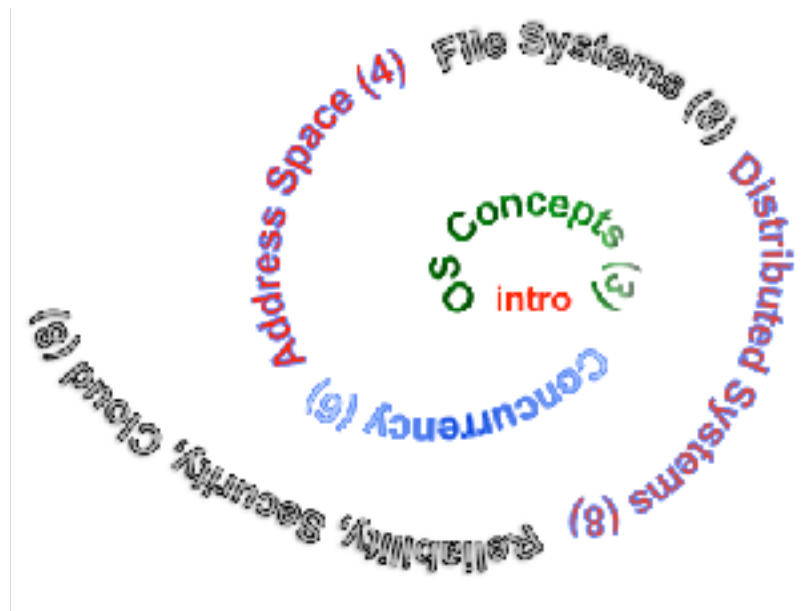 intro
OS Concepts (3)
Concurrency (6)
Address Space (4)
File Systems (8)
Distributed Systems (8)
Reliability, Security, Cloud (8)